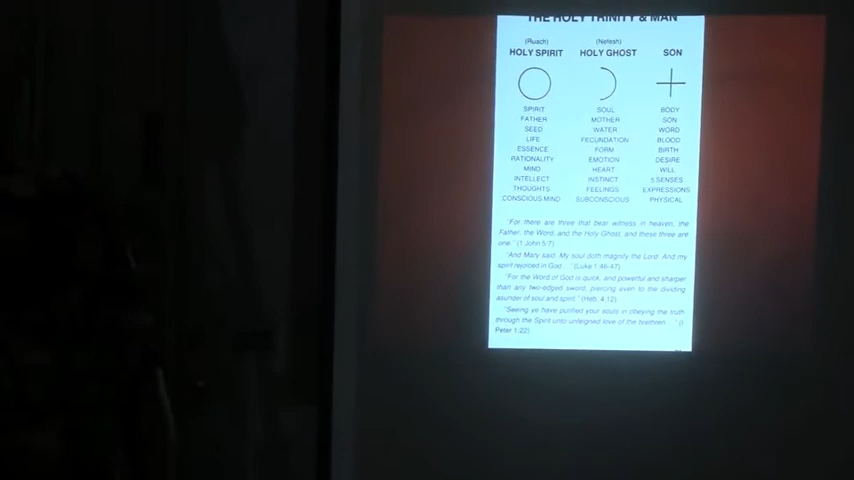 THE HOLY TRINITY & MAN
(Ruach) (Nefesh)
HOLY SPIRIT HOLY GHOST SON
SPIRIT SOUL BODY
FATHER MOTHER SON
SEED WATER WORD
LIFE FECUNDATION BLOOD
ESSENCE FORM BIRTH
RATIONALITY EMOTION DESIRE
MIND HEART WILL
INTELLECT INSTINCT 5 SENSES
THOUGHTS FEELINGS EXPRESSIONS
CONSCIOUS MIND SUBCONSCIOUS PHYSICAL
"For there are three that bear witness in heaven, the
Father, the Word, and the Holy Ghost, and these three are
one." (1 John 5:7)
"And Mary said: My soul doth magnify the Lord. And my
spirit rejoiced in God . . ." (Luke 1:46-47)
"For the Word of God is quick, and powerful and sharper
than any two-edged sword, piercing even to the dividing
asunder of soul and spirit." (Heb. 4:12)
"Seeing ye have purified your souls in obeying the truth
through the Spirit unto unfeigned love of the brethren. . ." (I
Peter 1:22)